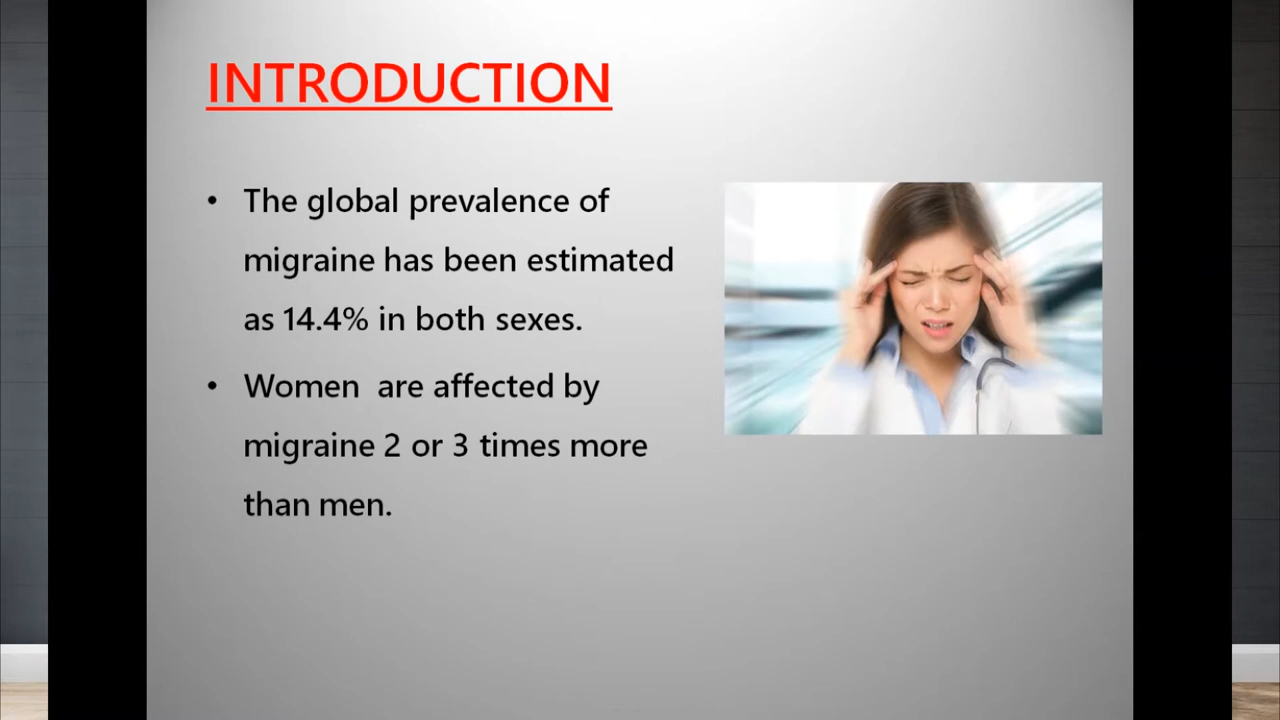 INTRODUCTION
• The global prevalence of
migraine has been estimated
as 14.4% in both sexes.
• Women are affected by
migraine 2 or 3 times more
than men.